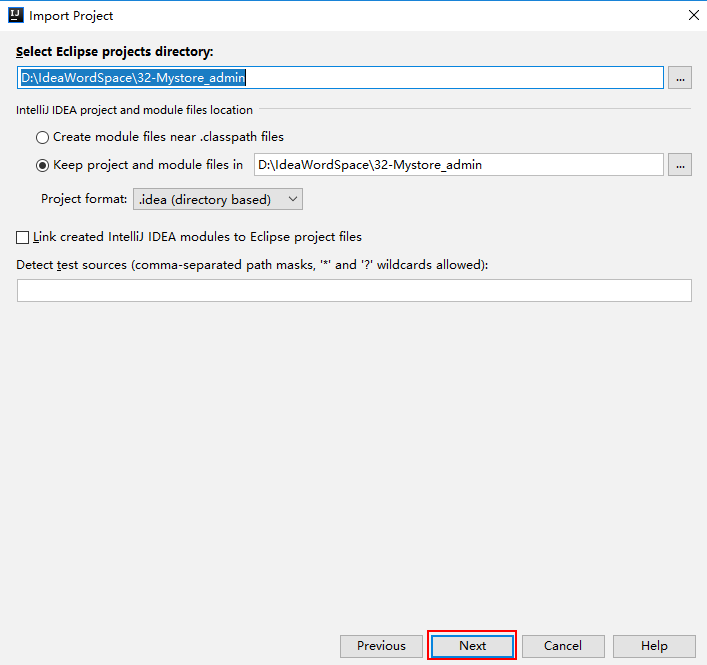 IJ Import Project
Select Eclipse projects directory:
D:\IdeaWordSpace\32-Mystore_admin ...
IntelliJ IDEA project and module files location
Create module files near .classpath files
Keep project and module files in D:\IdeaWordSpace\32-Mystore_admin ...
Project format: .idea (directory based)
Link created IntelliJ IDEA modules to Eclipse project files
Detect test sources (comma-separated path masks, '*' and '?' wildcards allowed):
Previous Next Cancel Help